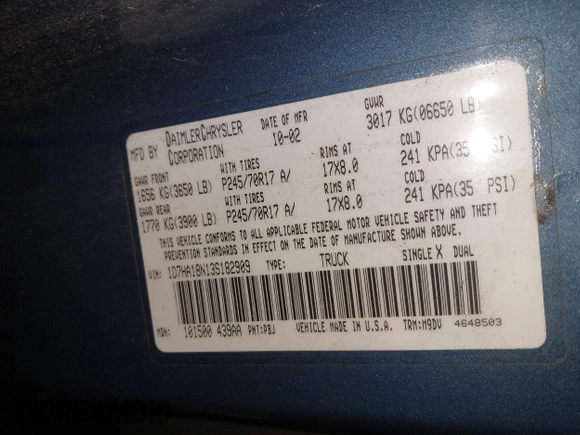 MFD BY DAIMLERCHRYSLER CORPORATION DATE OF MFR 10-02 GVWR 3017 KG(06650 LB)
GAWR FRONT WITH TIRES RIMS AT COLD
1656 KG(3650 LB) P245/70R17 A/ 17X8.0 241 KPA(35 PSI)
GAWR REAR WITH TIRES RIMS AT COLD
1770 KG(3900 LB) P245/70R17 A/ 17X8.0 241 KPA(35 PSI)
THIS VEHICLE CONFORMS TO ALL APPLICABLE FEDERAL MOTOR VEHICLE SAFETY AND THEFT
PREVENTION STANDARDS IN EFFECT ON THE DATE OF MANUFACTURE SHOWN ABOVE.
VIN: 1D7HA18N13S182909 TYPE: TRUCK SINGLE X DUAL
MDH: 101500 439AA PNT:PBJ VEHICLE MADE IN U.S.A. TRM:M9DV 4648503